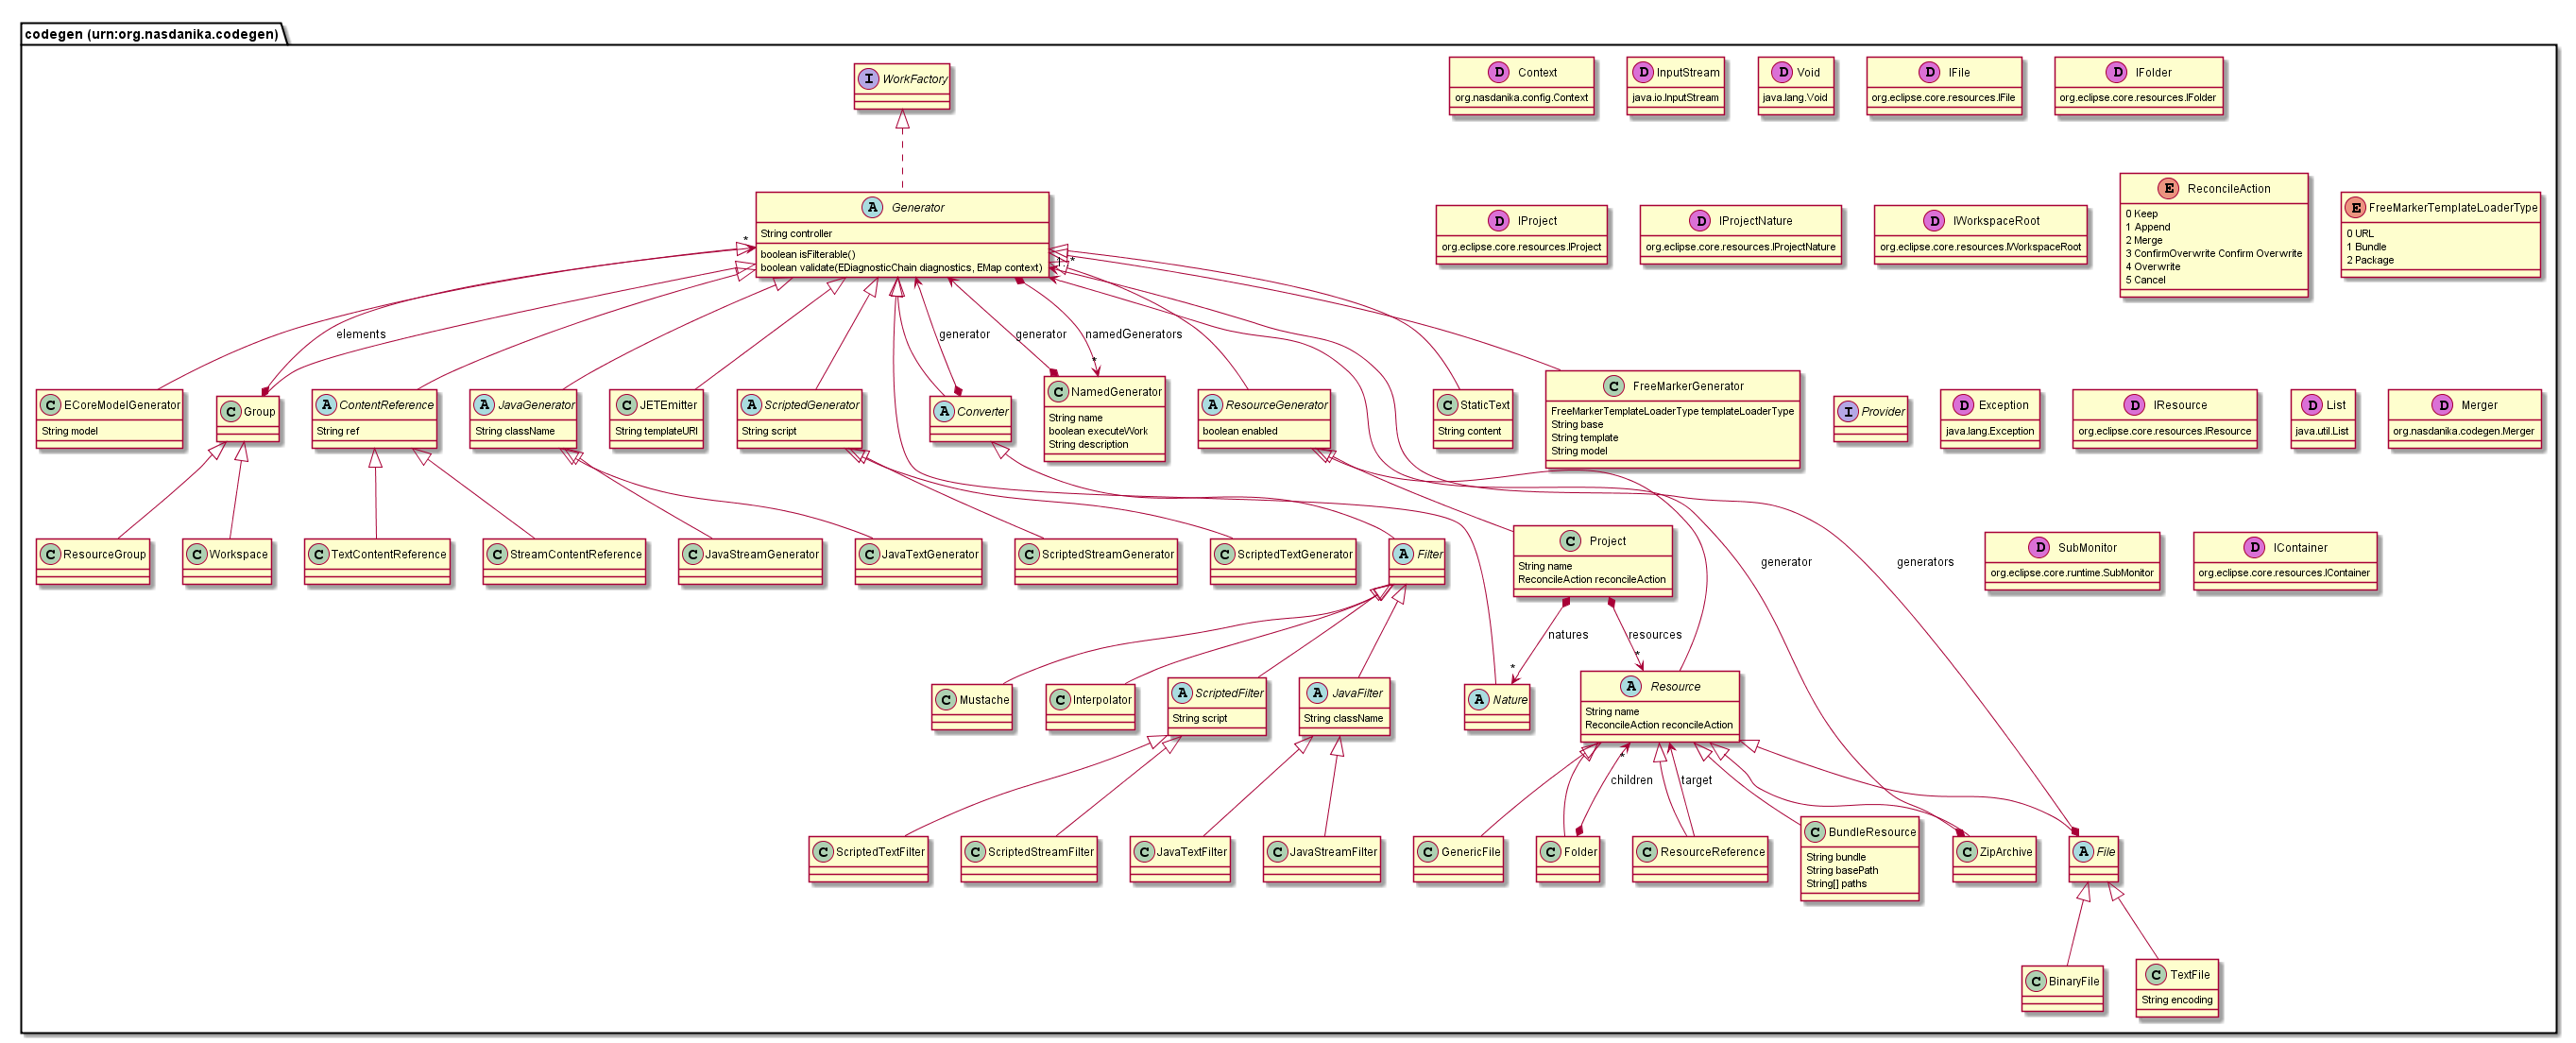 codegen (urn:org.nasdanika.codegen)
I WorkFactory
D Context
org.nasdanika.config.Context
D InputStream
java.io.InputStream
D Void
java.lang.Void
D IFile
org.eclipse.core.resources.IFile
D IFolder
org.eclipse.core.resources.IFolder
A Generator
String controller
boolean isFilterable()
boolean validate(EDiagnosticChain diagnostics, EMap context)
D IProject
org.eclipse.core.resources.IProject
D IProjectNature
org.eclipse.core.resources.IProjectNature
D IWorkspaceRoot
org.eclipse.core.resources.IWorkspaceRoot
E ReconcileAction
0 Keep
1 Append
2 Merge
3 ConfirmOverwrite Confirm Overwrite
4 Overwrite
5 Cancel
E FreeMarkerTemplateLoaderType
0 URL
1 Bundle
2 Package
*
1
*
elements
generator
generator
namedGenerators
*
C ECoreModelGenerator
String model
C Group
A ContentReference
String ref
A JavaGenerator
String className
C JETEmitter
String templateURI
A ScriptedGenerator
String script
A Converter
C NamedGenerator
String name
boolean executeWork
String description
A ResourceGenerator
boolean enabled
C StaticText
String content
C FreeMarkerGenerator
FreeMarkerTemplateLoaderType templateLoaderType
String base
String template
String model
I Provider
D Exception
java.lang.Exception
D IResource
org.eclipse.core.resources.IResource
D List
java.util.List
D Merger
org.nasdanika.codegen.Merger
C ResourceGroup
C Workspace
C TextContentReference
C StreamContentReference
C JavaStreamGenerator
C JavaTextGenerator
C ScriptedStreamGenerator
C ScriptedTextGenerator
A Filter
C Project
String name
ReconcileAction reconcileAction
generator
generators
D SubMonitor
org.eclipse.core.runtime.SubMonitor
D IContainer
org.eclipse.core.resources.IContainer
natures
resources
*
*
C Mustache
C Interpolator
A ScriptedFilter
String script
A JavaFilter
String className
A Nature
A Resource
String name
ReconcileAction reconcileAction
*
children
target
C ScriptedTextFilter
C ScriptedStreamFilter
C JavaTextFilter
C JavaStreamFilter
C GenericFile
C Folder
C ResourceReference
C BundleResource
String bundle
String basePath
String[] paths
C ZipArchive
A File
C BinaryFile
C TextFile
String encoding